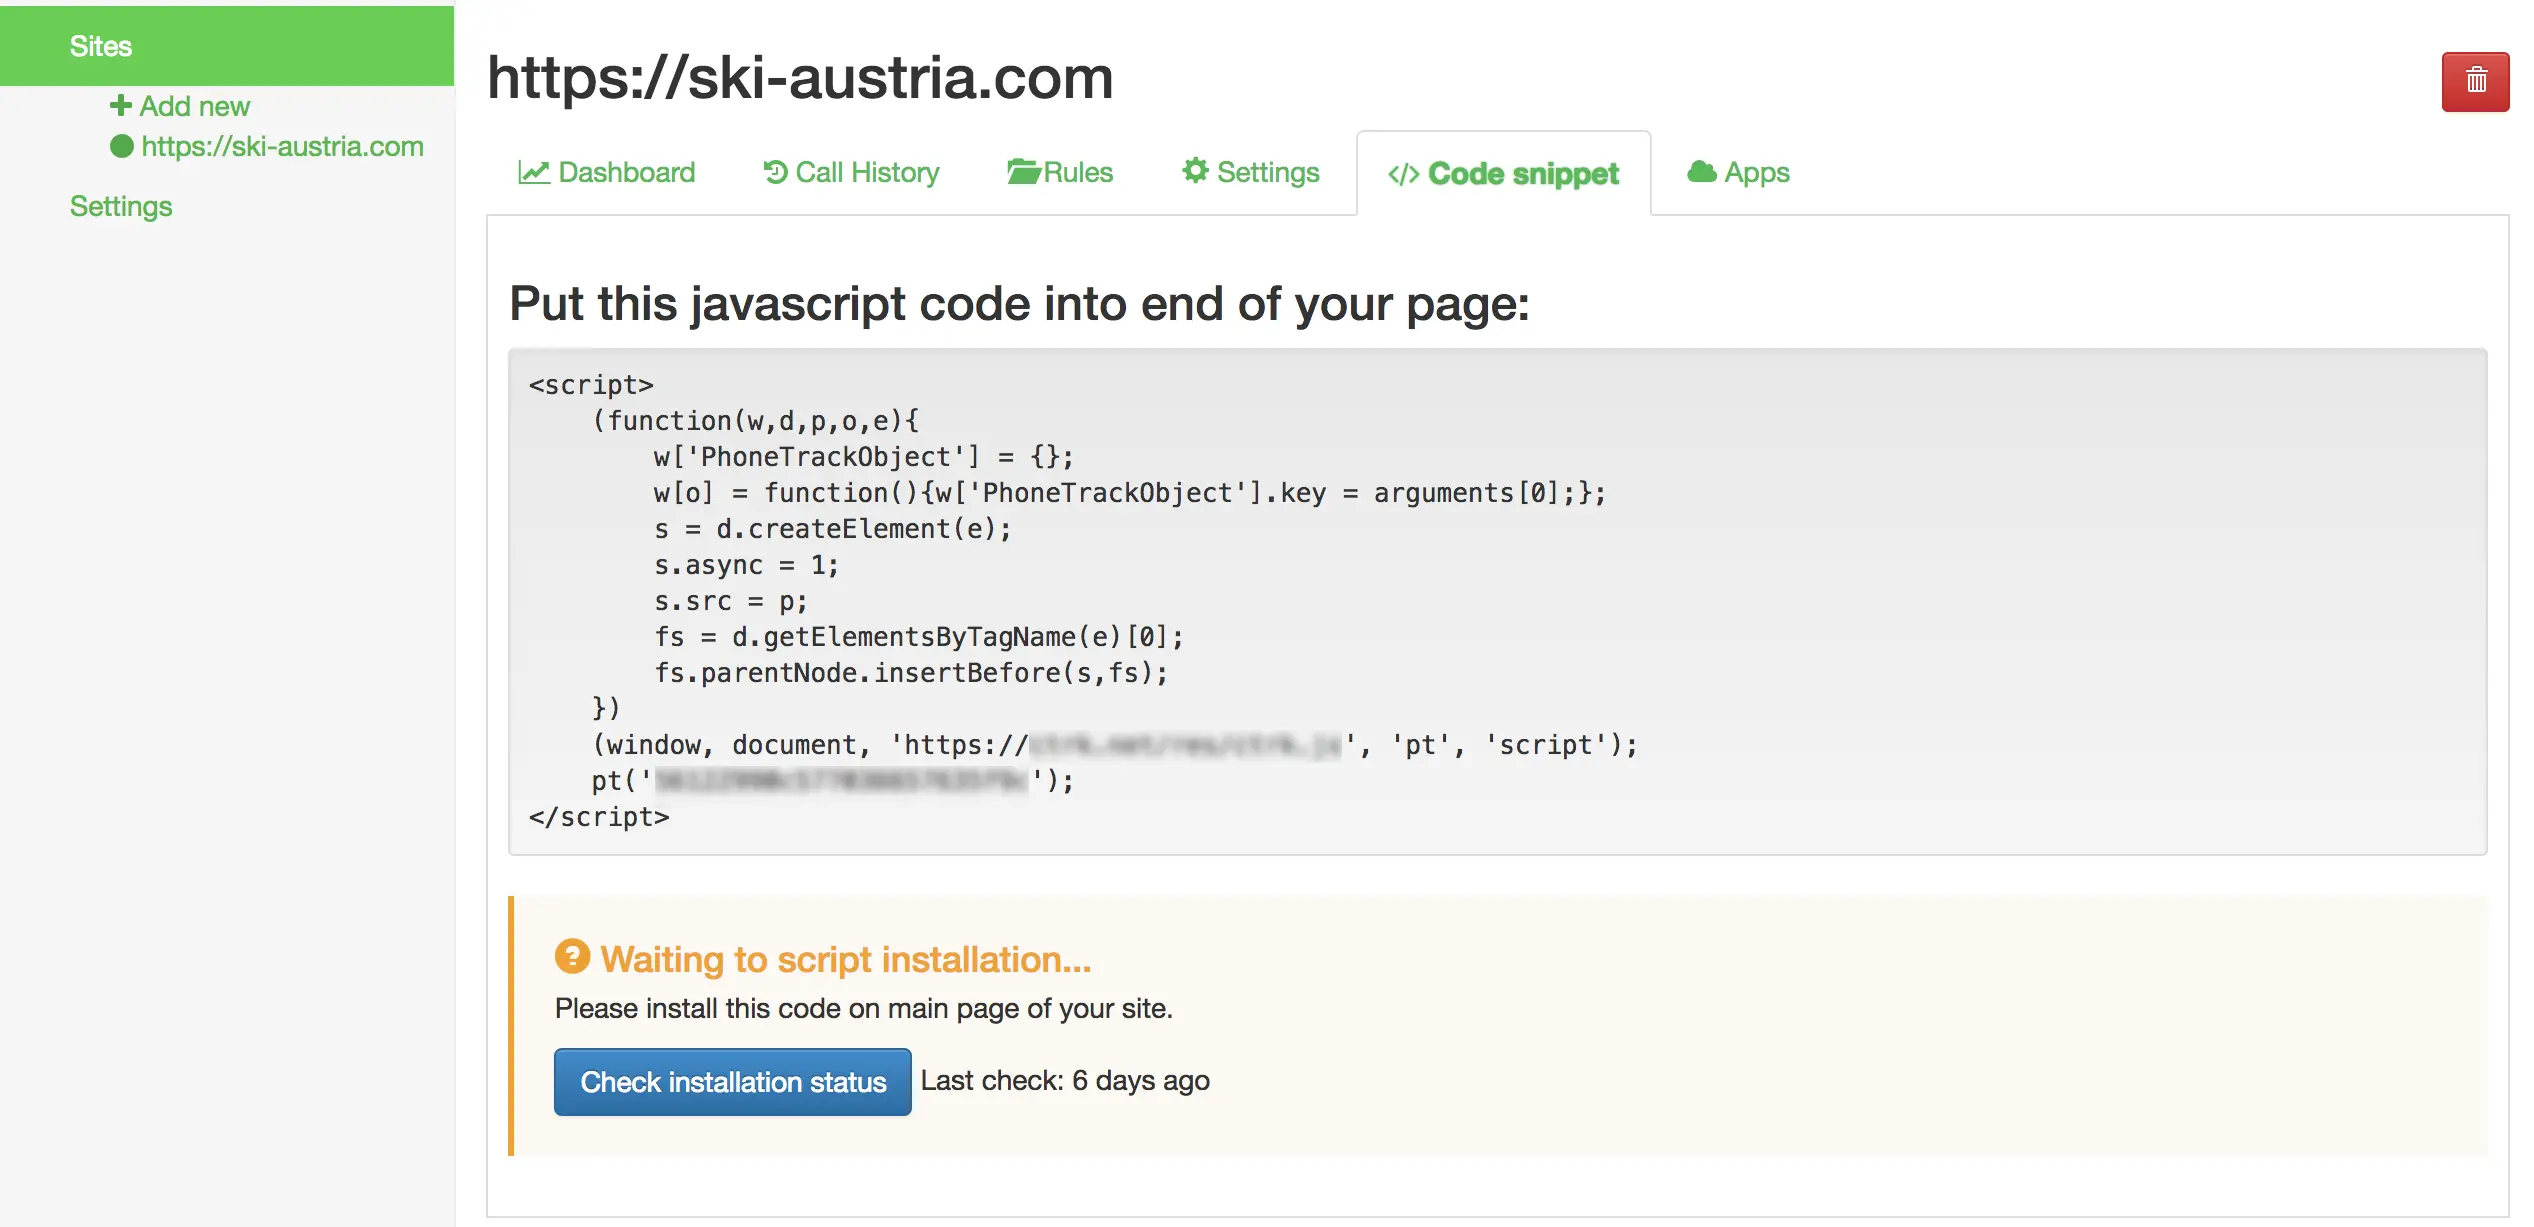 Sites
Add new
https://ski-austria.com
Settings
https://ski-austria.com
Dashboard
Call History
Rules
Settings
</> Code snippet
Apps
Put this javascript code into end of your page:
<script>
(function(w,d,p,o,e){
w['PhoneTrackObject'] = {};
w[o] = function(){w['PhoneTrackObject'].key = arguments[0];};
s = d.createElement(e);
s.async = 1;
s.src = p;
fs = d.getElementsByTagName(e)[0];
fs.parentNode.insertBefore(s,fs);
})
(window, document, 'https://', 'pt', 'script');
pt('');
</script>
Waiting to script installation...
Please install this code on main page of your site.
Check installation status Last check: 6 days ago